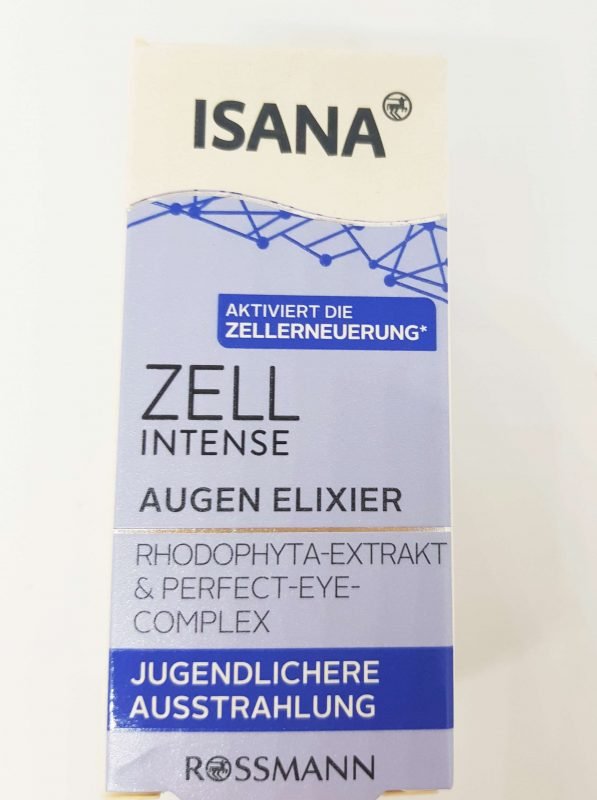 ISANA
AKTIVIERT DIE
ZELLERNEUERUNG*
ZELL
INTENSE
AUGEN ELIXIER
RHODOPHYTA-EXTRAKT
& PERFECT-EYE-
COMPLEX
JUGENDLICHERE
AUSSTRAHLUNG
ROSSMANN